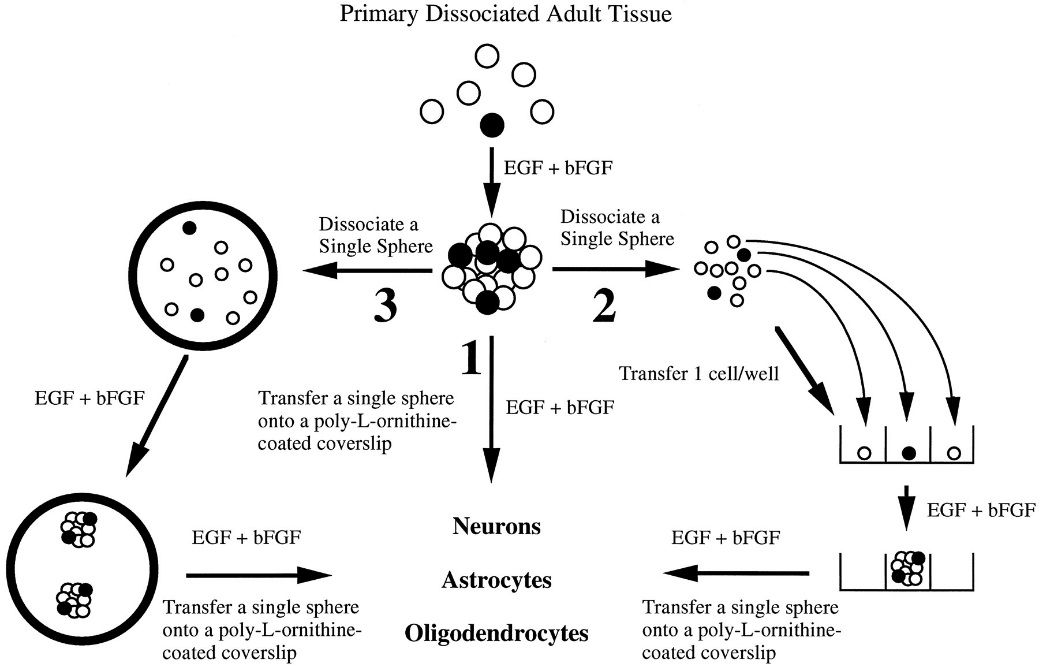 Primary Dissociated Adult Tissue
EGF + bFGF
Dissociate a
Single Sphere
3
Dissociate a
Single Sphere
2
1
Transfer a single sphere
onto a poly-L-ornithine-
coated coverslip
EGF + bFGF
EGF + bFGF
Transfer 1 cell/well
EGF + bFGF
Neurons
Astrocytes
Oligodendrocytes
EGF + bFGF
Transfer a single sphere
onto a poly-L-ornithine-
coated coverslip
EGF + bFGF
Transfer a single sphere
onto a poly-L-ornithine-
coated coverslip